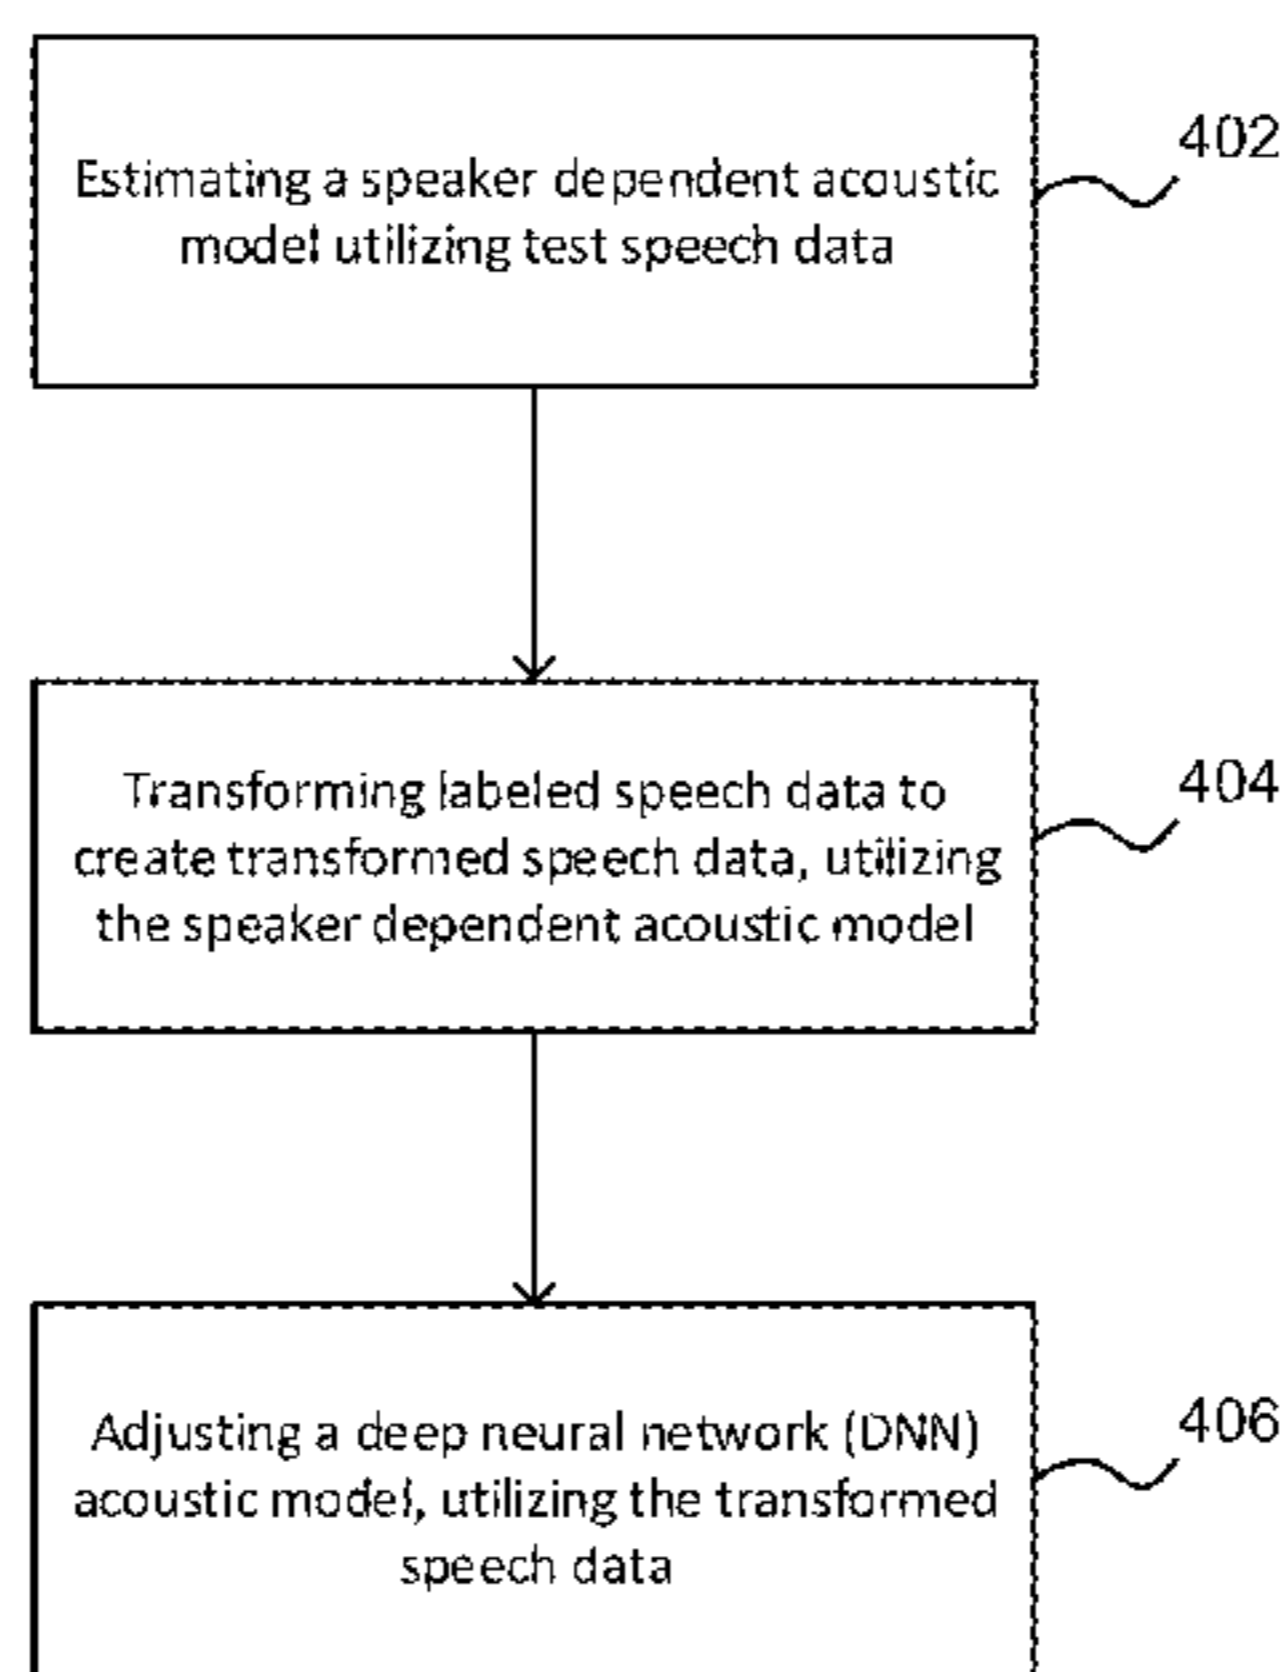 402
Estimating a speaker dependent acoustic
model utilizing test speech data
404
Transforming labeled speech data to
create transformed speech data, utilizing
the speaker dependent acoustic model
406
Adjusting a deep neural network (DNN)
acoustic model, utilizing the transformed
speech data